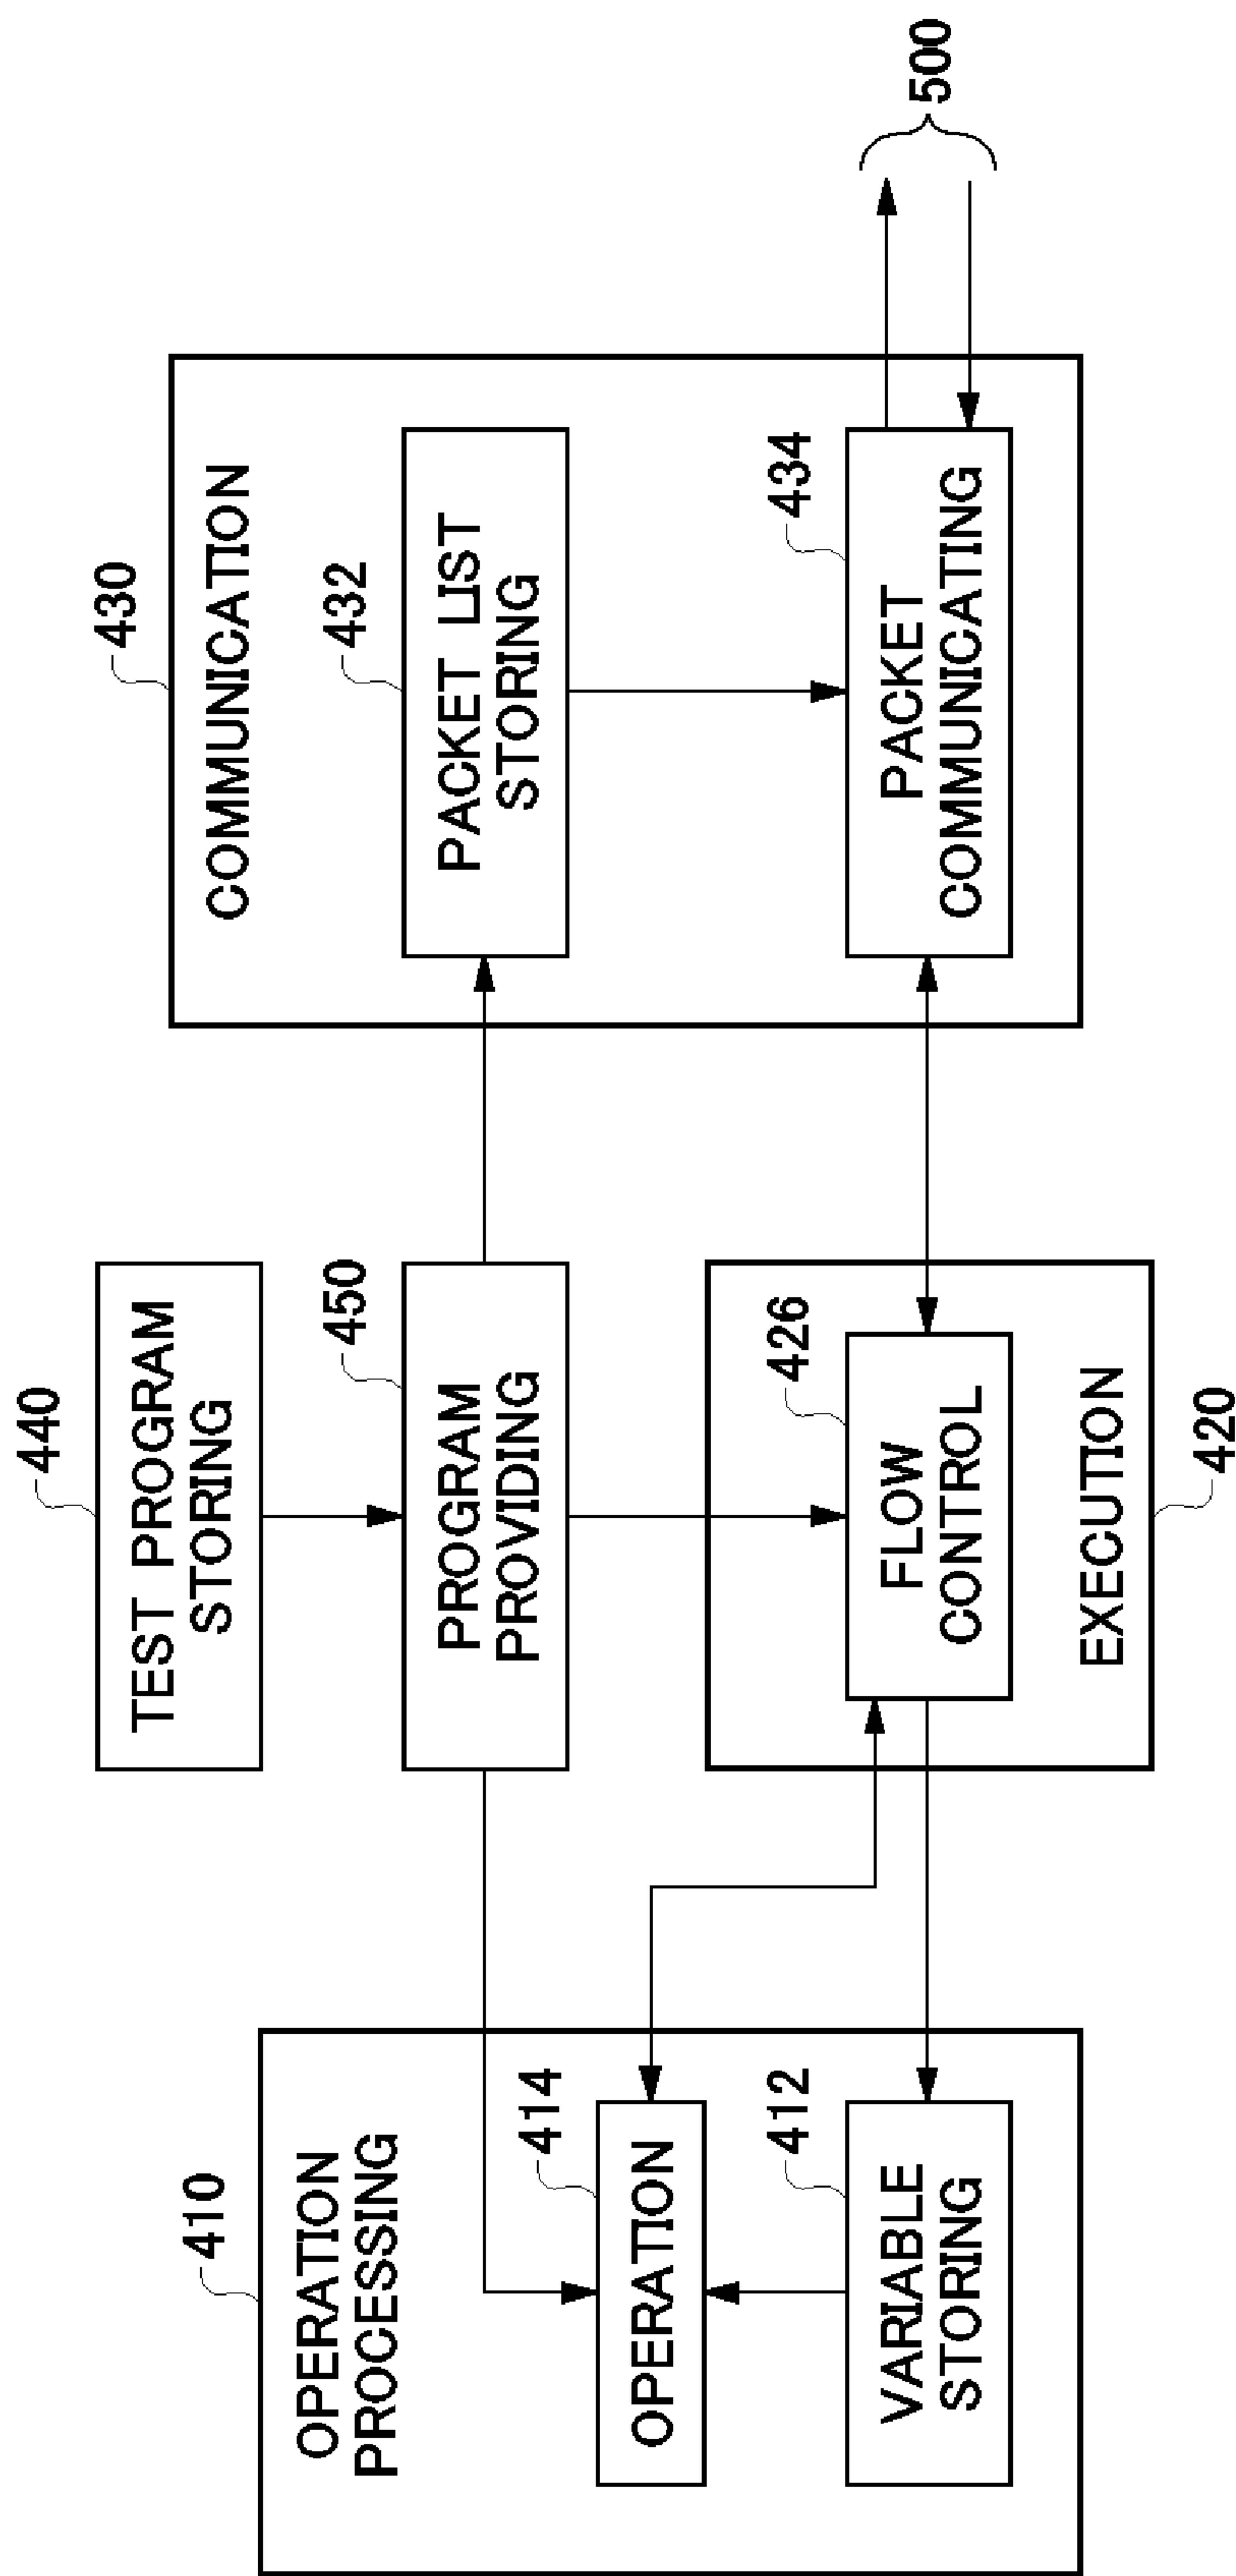 440
TEST PROGRAM
STORING
430
COMMUNICATION
410
OPERATION
PROCESSING
450
PROGRAM
PROVIDING
432
PACKET LIST
STORING
414
OPERATION
412
VARIABLE
STORING
426
FLOW
CONTROL
EXECUTION
420
434
PACKET
COMMUNICATING
500